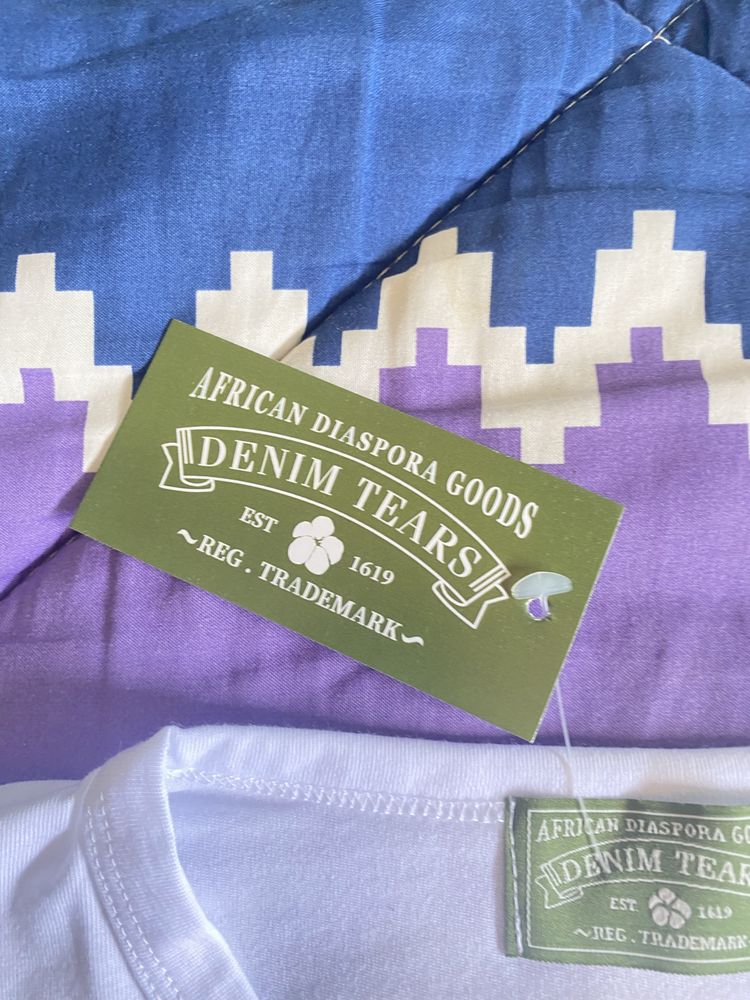 AFRICAN DIASPORA GOODS
DENIM TEARS
EST 1619
~REG. TRADEMARK~
AFRICAN DIASPORA GO
DENIM TEAR
EST. 1619
~REG. TRADEMARK